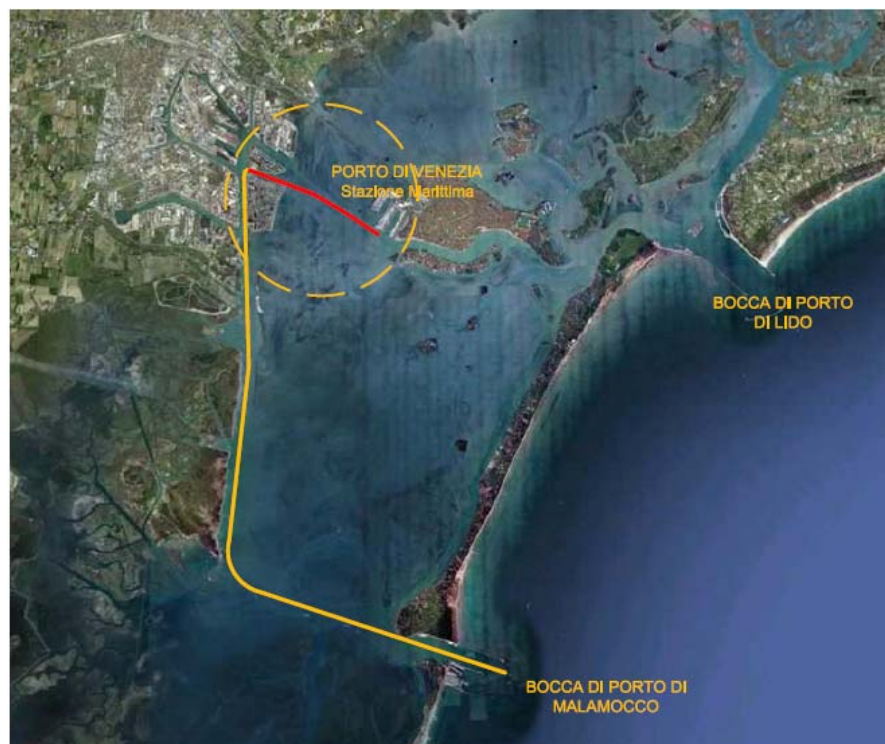 PORTO DI VENEZIA
Stazione Marittima
BOCCA DI PORTO
DI LIDO
BOCCA DI PORTO DI
MALAMOCCO